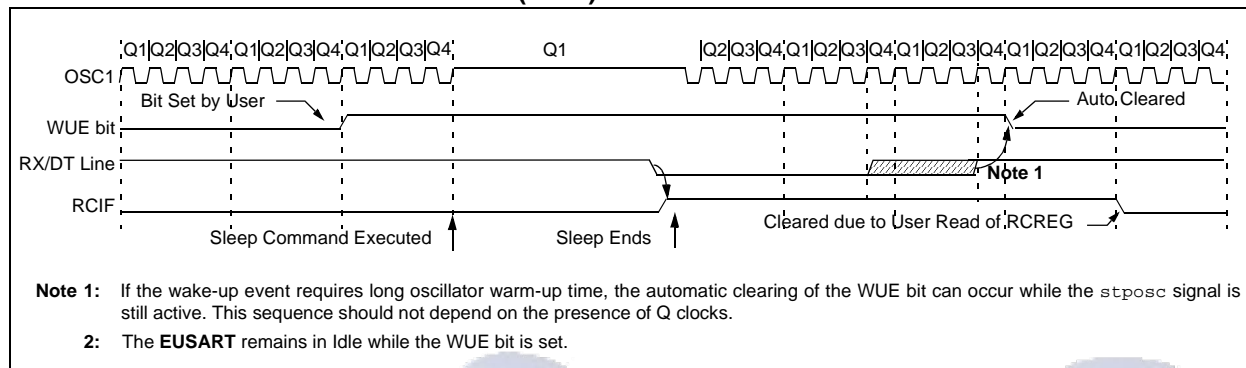 Q1 Q2 Q3 Q4 Q1 Q2 Q3 Q4 Q1 Q2 Q3 Q4 Q1 Q2 Q3 Q4 Q1 Q2 Q3 Q4 Q1 Q2 Q3 Q4 Q1 Q2 Q3 Q4 Q1 Q2 Q3 Q4
OSC1
Bit Set by User
Auto Cleared
WUE bit
RX/DT Line
Note 1
RCIF
Cleared due to User Read of RCREG
Sleep Command Executed
Sleep Ends
Note 1: If the wake-up event requires long oscillator warm-up time, the automatic clearing of the WUE bit can occur while the stposc signal is
still active. This sequence should not depend on the presence of Q clocks.
2: The EUSART remains in Idle while the WUE bit is set.